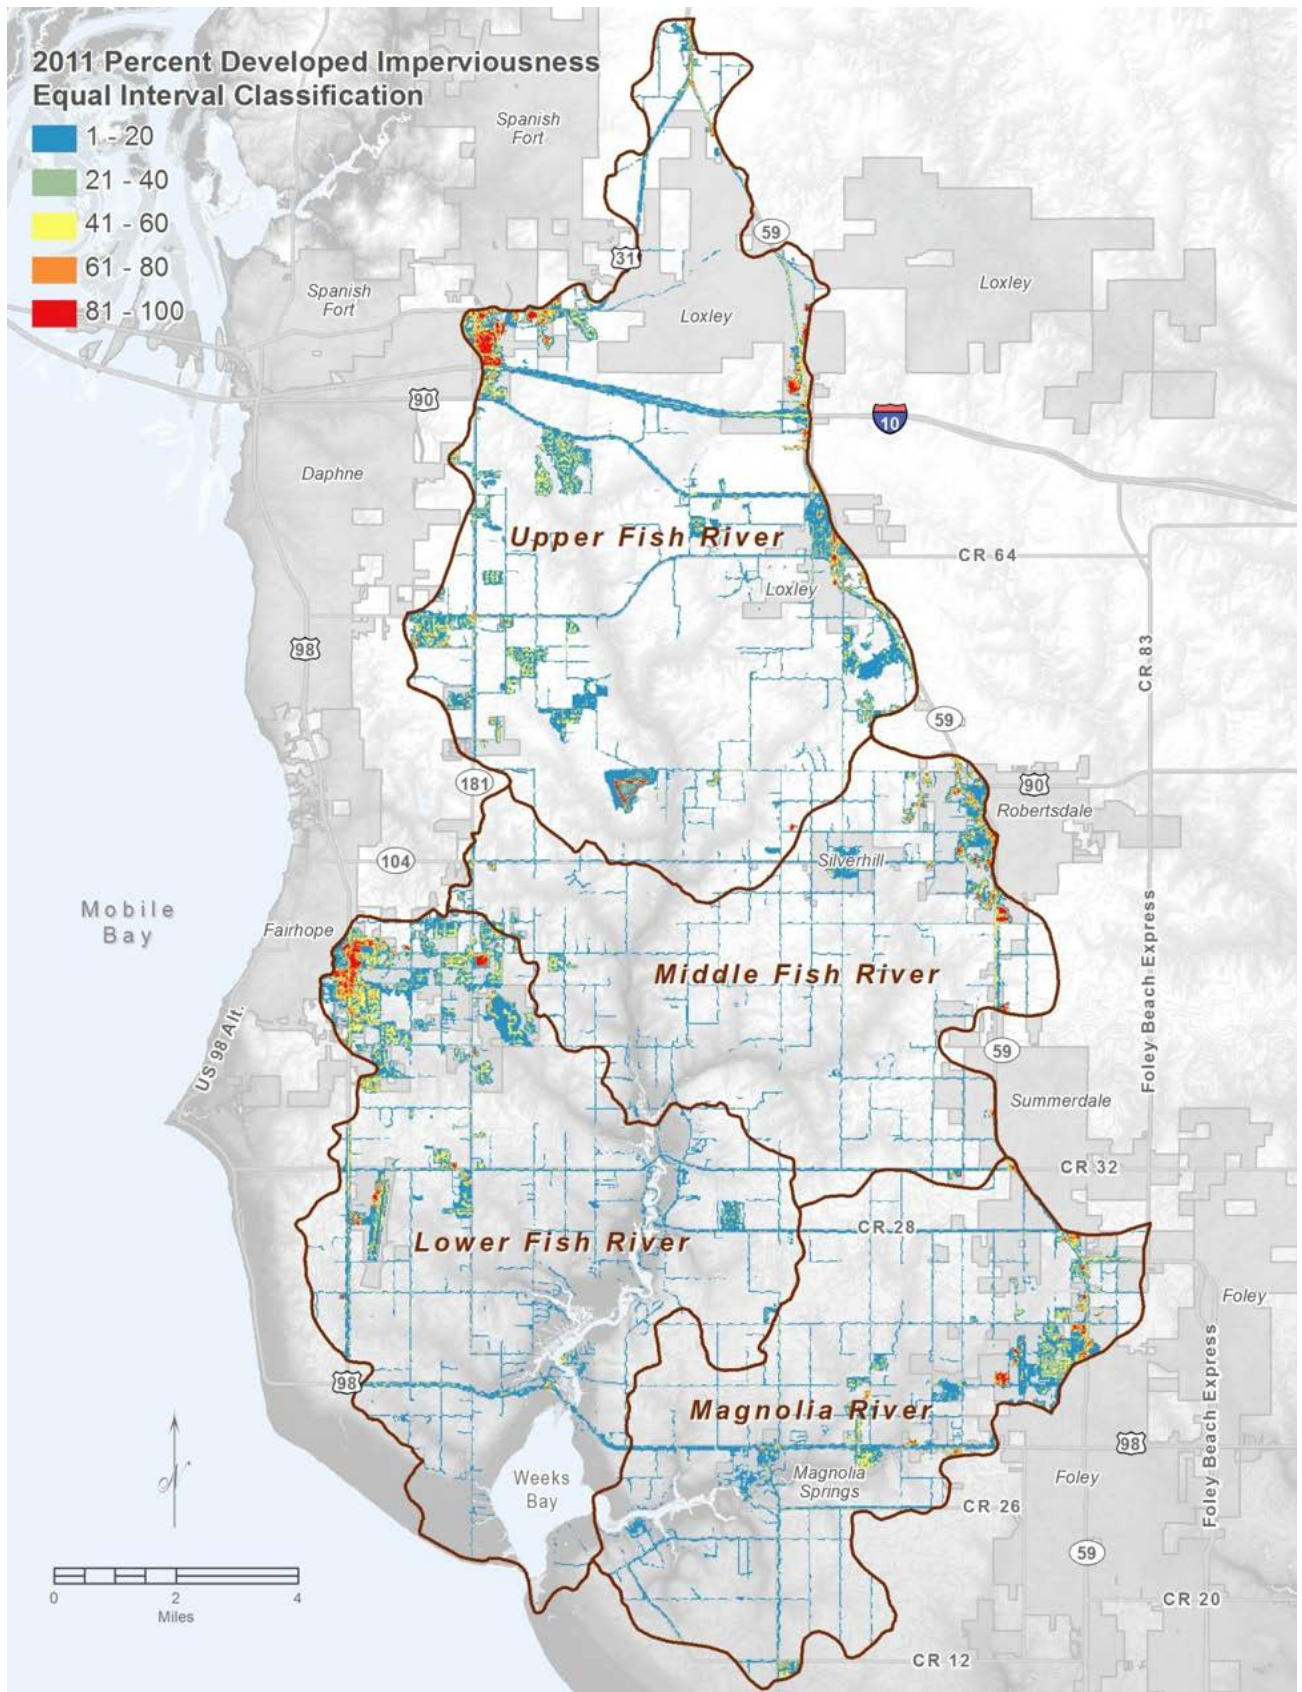 2011 Percent Developed Imperviousness
Equal Interval Classification
1 - 20
21 - 40
41 - 60
61 - 80
81 - 100
Spanish
Fort
59
31
Spanish
Fort
Loxley
Loxley
90
10
Daphne
Upper Fish River
CR 64
Loxley
98
CR 83
59
181
90
Robertsdale
104
Silverhill
Mobile
Bay
Fairhope
Middle Fish River
Foley Beach Express
US 98 Alt.
59
Summerdale
CR 32
CR 28
Lower Fish River
Foley
Foley Beach Express
98
Magnolia River
98
Weeks
Bay
Magnolia
Springs
Foley
CR 26
N
59
0
2
4
Miles
CR 20
CR 12